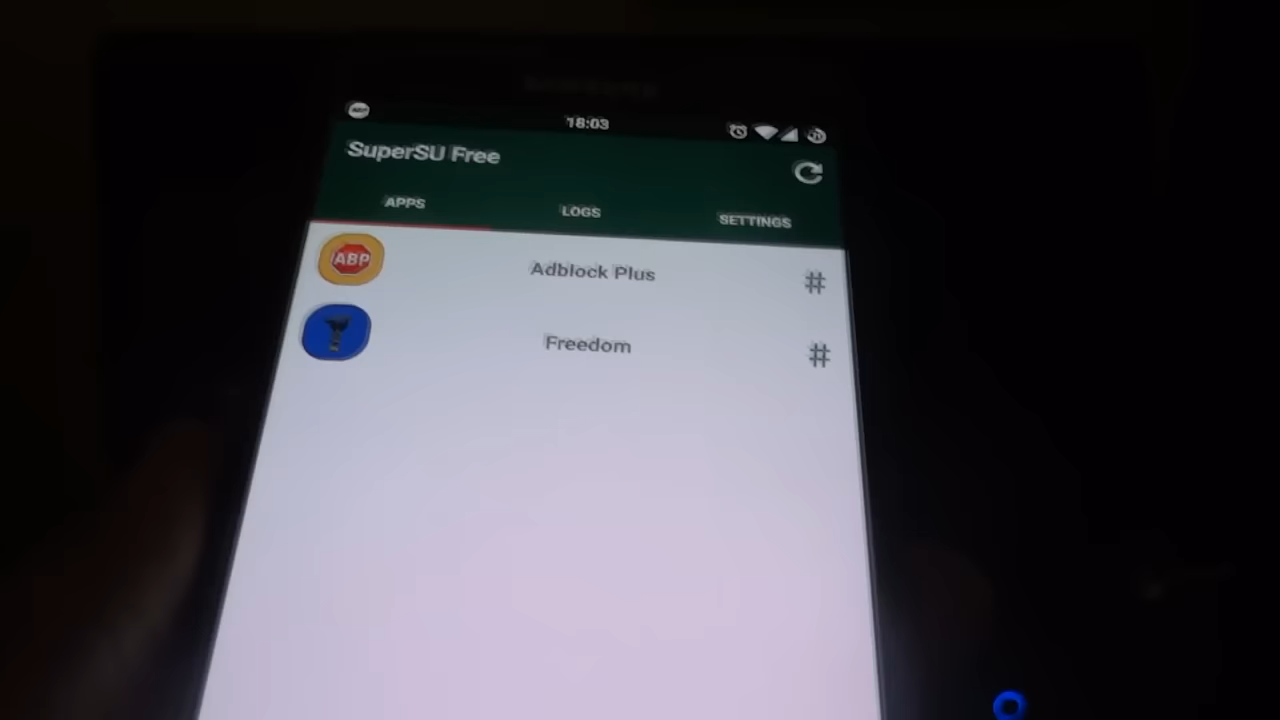 18:03
SuperSU Free
APPS
LOGS
SETTINGS
ABP
Adblock Plus
#
Freedom
#